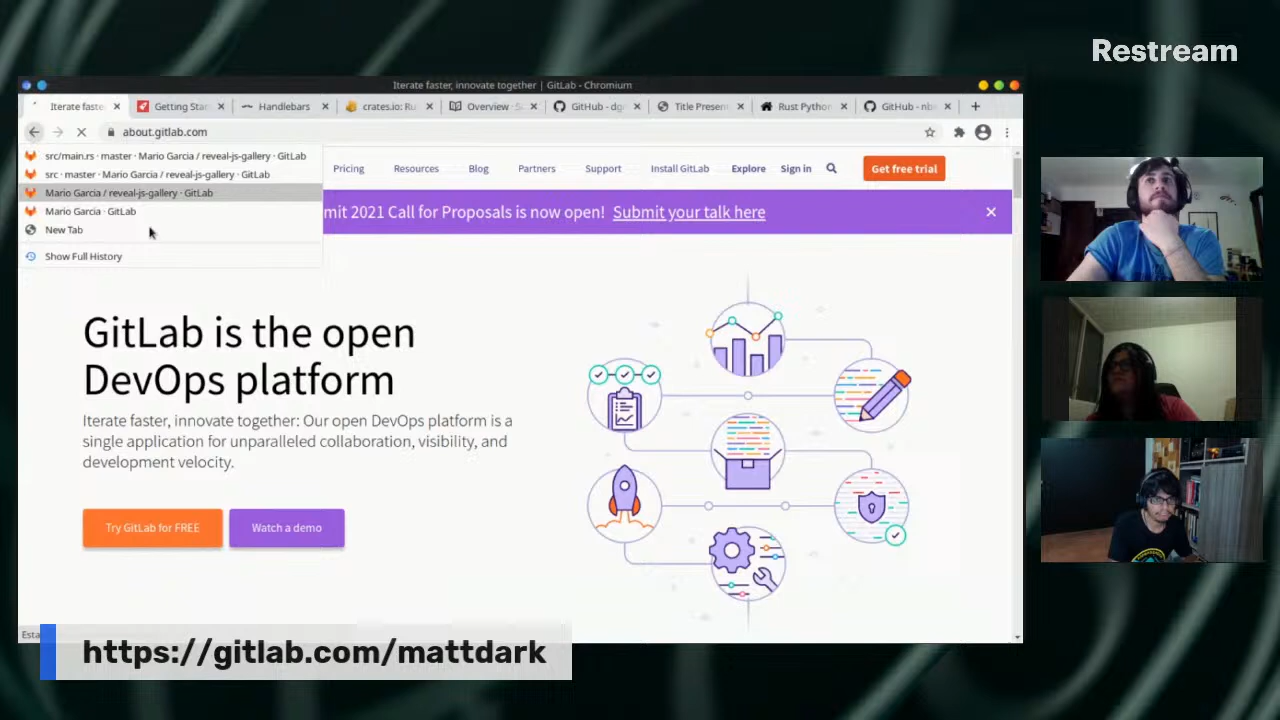 Restream
Iterate faster, innovate together | GitLab - Chromium
Iterate faste
Getting Star
Handlebars
crates.io: Ru
Overview · S
GitHub - dg
Title Present
Rust Python
GitHub - nb
about.gitlab.com
src/main.rs · master · Mario Garcia / reveal-js-gallery · GitLab
src · master · Mario Garcia / reveal-js-gallery · GitLab
Mario Garcia / reveal-js-gallery · GitLab
Mario Garcia · GitLab
New Tab
Show Full History
Pricing
Resources
Blog
Partners
Support
Install GitLab
Explore
Sign in
Get free trial
mit 2021 Call for Proposals is now open! Submit your talk here
GitLab is the open
DevOps platform
Iterate faster, innovate together: Our open DevOps platform is a
single application for unparalleled collaboration, visibility, and
development velocity.
Try GitLab for FREE
Watch a demo
Esta
https://gitlab.com/mattdark